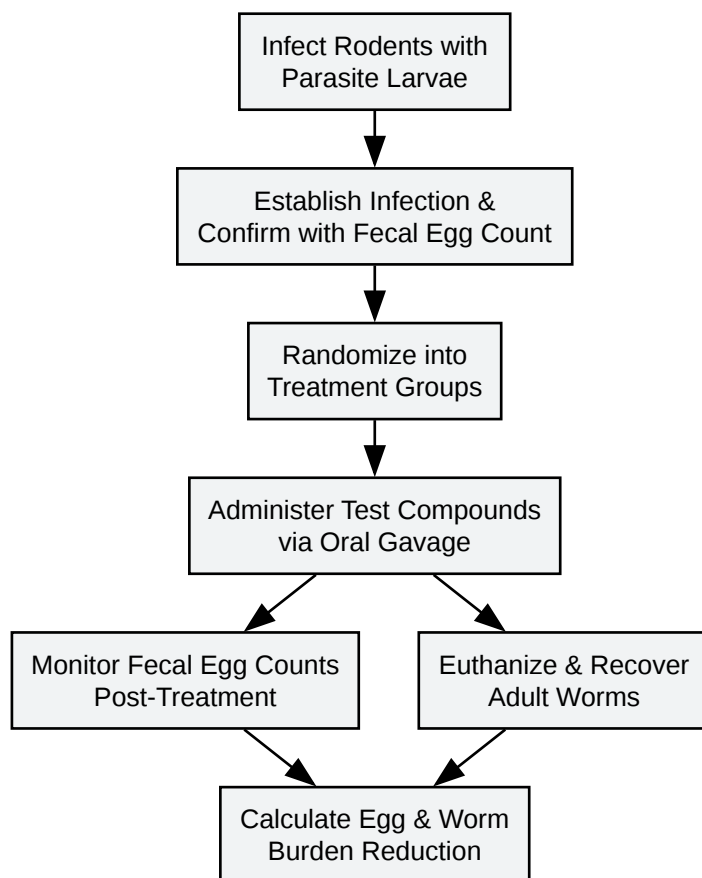 Infect Rodents with
Parasite Larvae
Establish Infection &
Confirm with Fecal Egg Count
Randomize into
Treatment Groups
Administer Test Compounds
via Oral Gavage
Monitor Fecal Egg Counts
Post-Treatment
Euthanize & Recover
Adult Worms
Calculate Egg & Worm
Burden Reduction